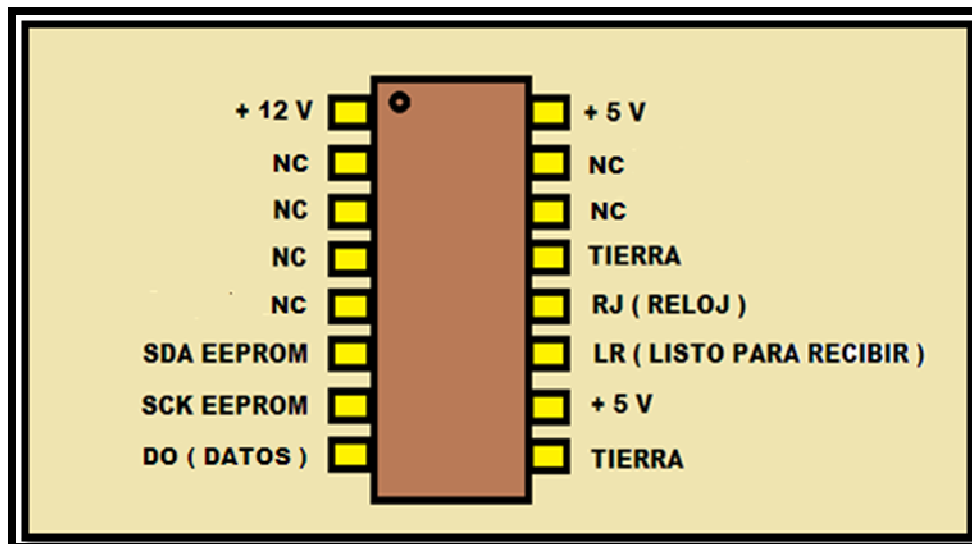 + 12 V
+ 5 V
NC
NC
NC
NC
NC
TIERRA
NC
RJ ( RELOJ )
SDA EEPROM
LR ( LISTO PARA RECIBIR )
SCK EEPROM
+ 5 V
DO ( DATOS )
TIERRA